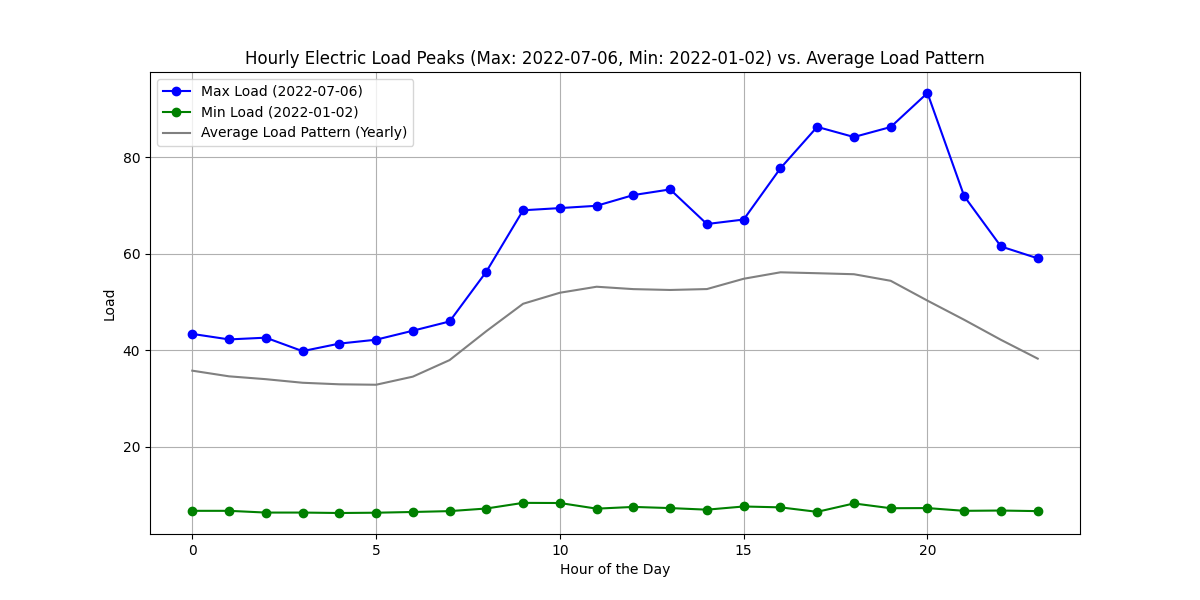 Hourly Electric Load Peaks (Max: 2022-07-06, Min: 2022-01-02) vs. Average Load Pattern
Max Load (2022-07-06)
Min Load (2022-01-02)
Average Load Pattern (Yearly)
80
60
40
20
Load
0 5 10 15 20
Hour of the Day